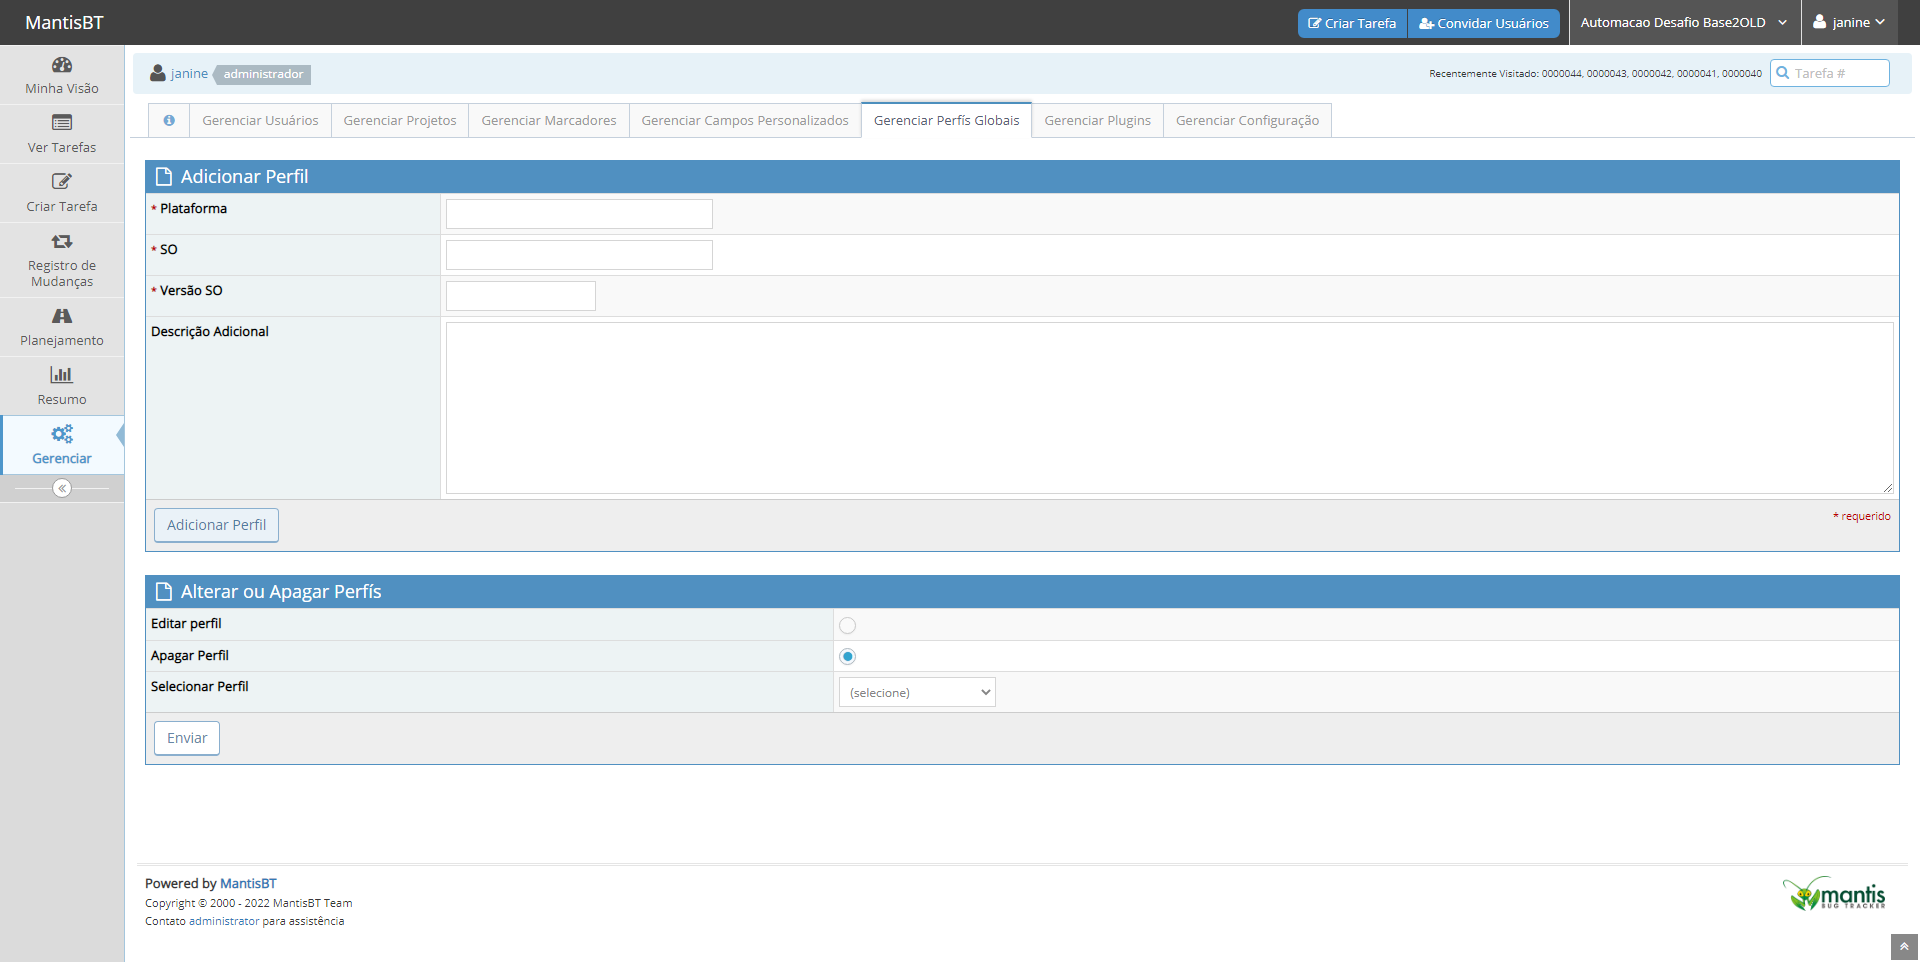 MantisBT
Criar Tarefa
Convidar Usuários
Automacao Desafio Base2OLD
janine
Minha Visão
Ver Tarefas
Criar Tarefa
Registro de
Mudanças
Planejamento
Resumo
Gerenciar
janine administrador
Recentemente Visitado: 0000044, 0000043, 0000042, 0000041, 0000040
Tarefa #
Gerenciar Usuários
Gerenciar Projetos
Gerenciar Marcadores
Gerenciar Campos Personalizados
Gerenciar Perfís Globais
Gerenciar Plugins
Gerenciar Configuração
Adicionar Perfil
* Plataforma
* SO
* Versão SO
Descrição Adicional
Adicionar Perfil
* requerido
Alterar ou Apagar Perfís
Editar perfil
Apagar Perfil
Selecionar Perfil
(selecione)
Enviar
Powered by MantisBT
Copyright © 2000 - 2022 MantisBT Team
Contato administrator para assistência
mantis
BUG TRACKER